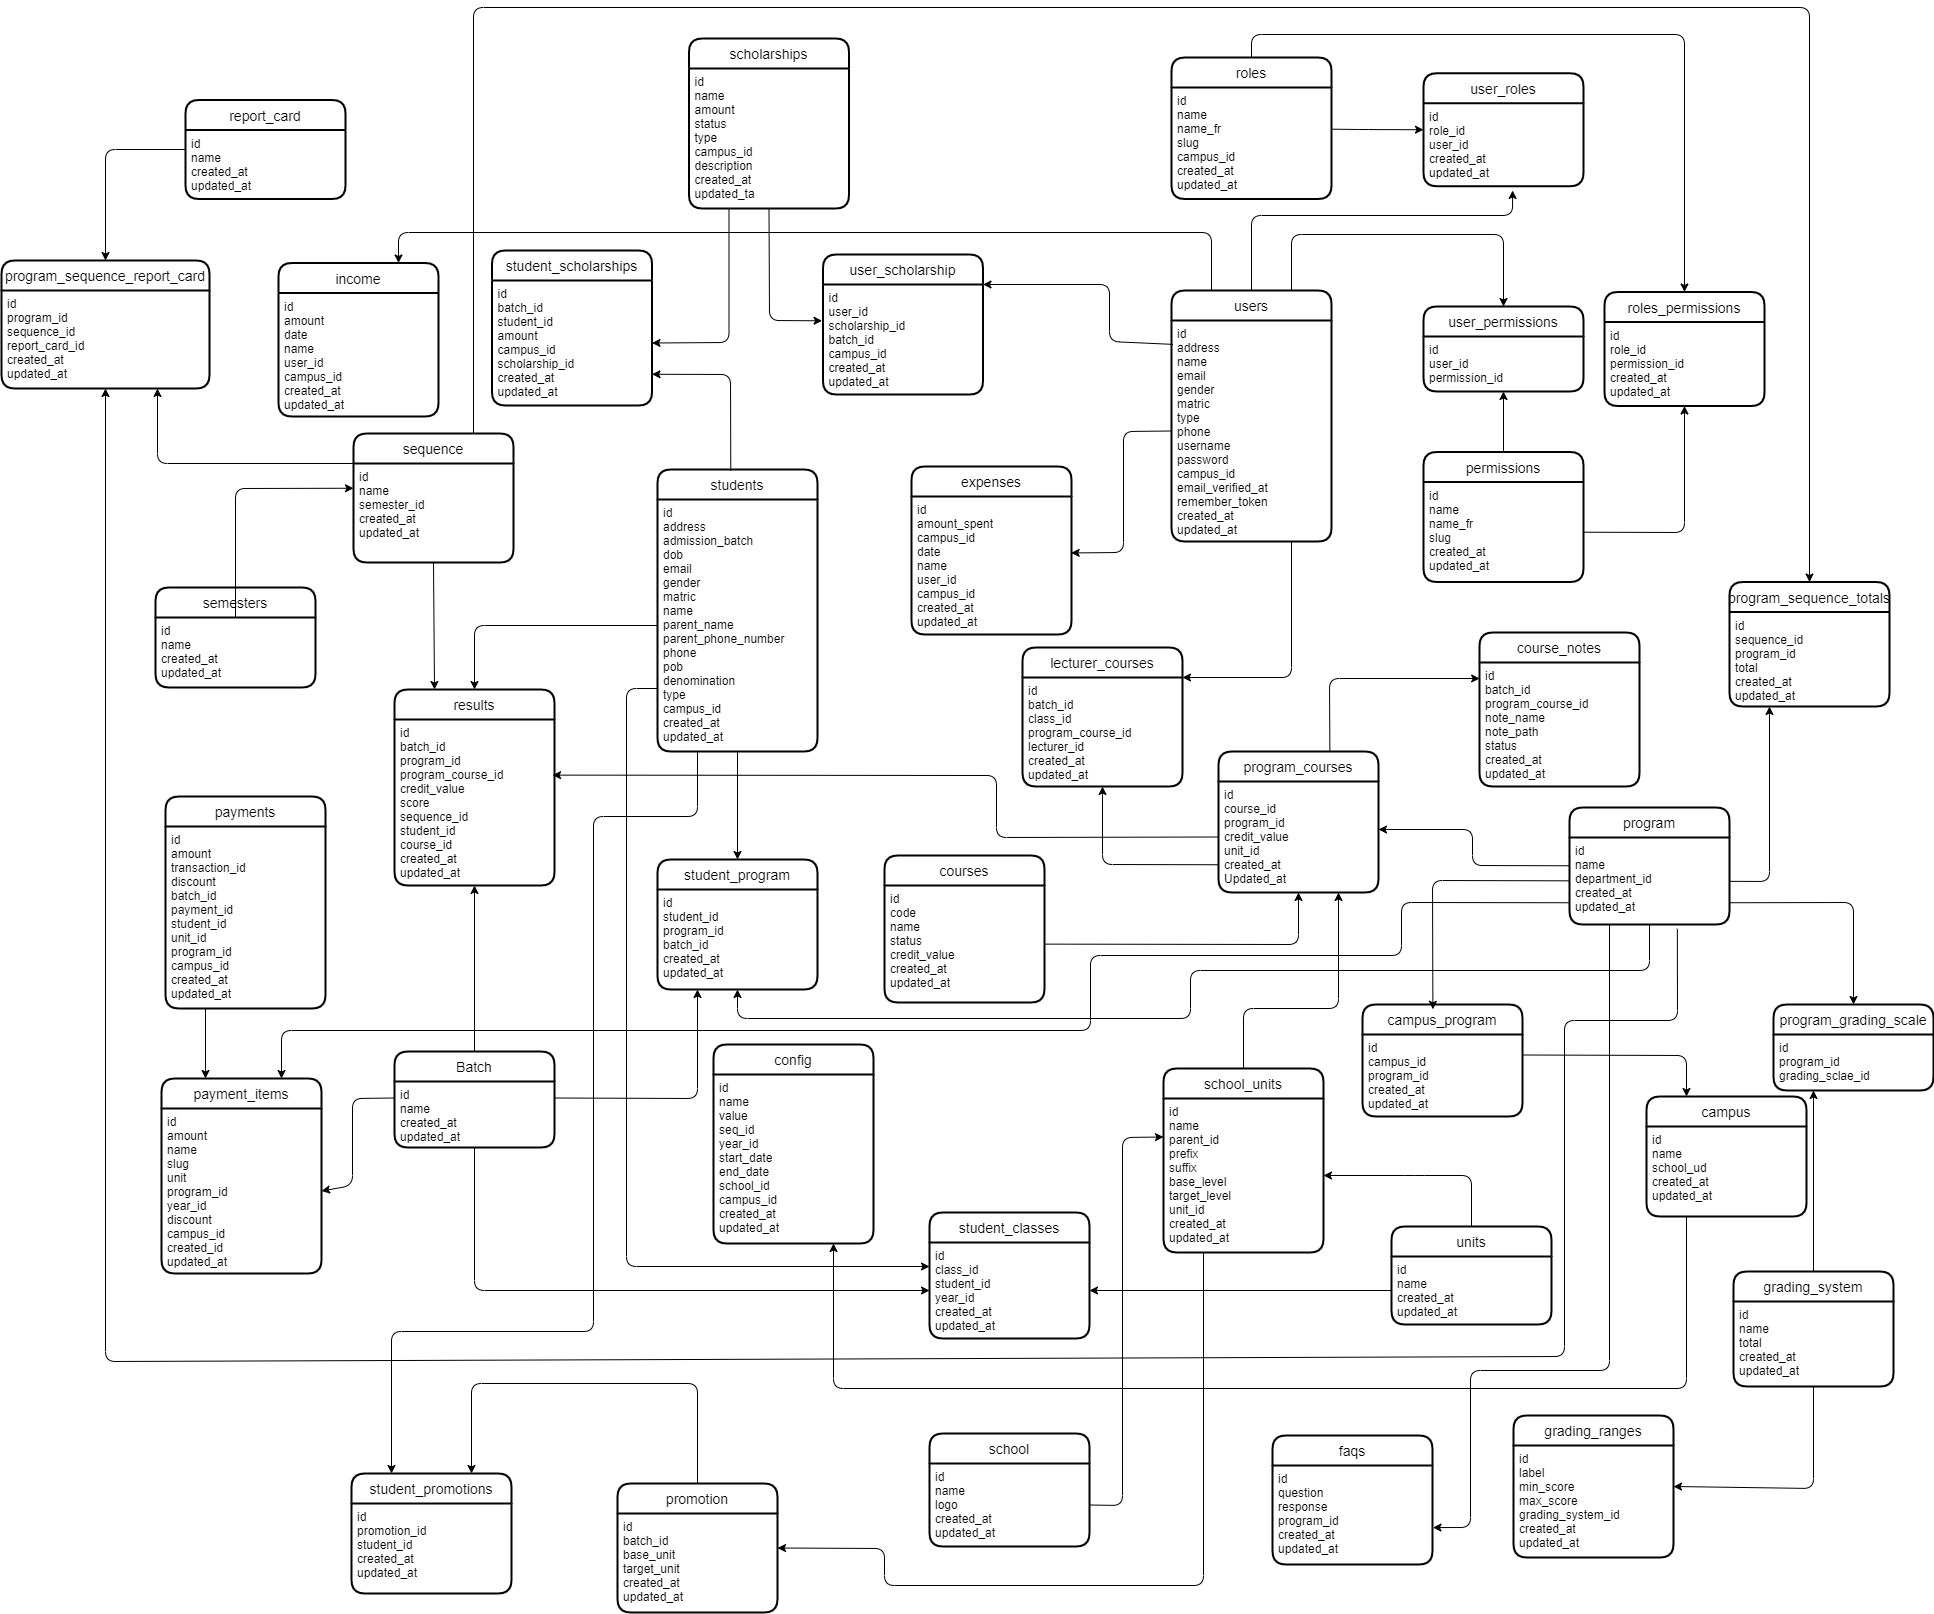 scholarships
id
name
amount
status
type
campus_id
description
created_at
updated_ta
roles
id
name
name_fr
slug
campus_id
created_at
updated_at
user_roles
id
role_id
user_id
created_at
updated_at
report_card
id
name
created_at
updated_at
program_sequence_report_card
id
program_id
sequence_id
report_card_id
created_at
updated_at
income
id
amount
date
name
user_id
campus_id
created_at
updated_at
student_scholarships
id
batch_id
student_id
amount
campus_id
scholarship_id
created_at
updated_at
user_scholarship
id
user_id
scholarship_id
batch_id
campus_id
created_at
updated_at
users
id
address
name
email
gender
matric
type
phone
username
password
campus_id
email_verified_at
remember_token
created_at
updated_at
user_permissions
id
user_id
permission_id
roles_permissions
id
role_id
permission_id
created_at
updated_at
sequence
id
name
semester_id
created_at
updated_at
students
id
address
admission_batch
dob
email
gender
matric
name
parent_name
parent_phone_number
phone
pob
denomination
type
campus_id
created_at
updated_at
expenses
id
amount_spent
campus_id
date
name
user_id
campus_id
created_at
updated_at
permissions
id
name
name_fr
slug
created_at
updated_at
semesters
id
name
created_at
updated_at
program_sequence_totals
id
sequence_id
program_id
total
created_at
updated_at
lecturer_courses
id
batch_id
class_id
program_course_id
lecturer_id
created_at
updated_at
course_notes
id
batch_id
program_course_id
note_name
note_path
status
created_at
updated_at
results
id
batch_id
program_id
program_course_id
credit_value
score
sequence_id
student_id
course_id
created_at
updated_at
program_courses
id
course_id
program_id
credit_value
unit_id
created_at
Updated_at
payments
id
amount
transaction_id
discount
batch_id
payment_id
student_id
unit_id
program_id
campus_id
created_at
updated_at
program
id
name
department_id
created_at
updated_at
student_program
id
student_id
program_id
batch_id
created_at
updated_at
courses
id
code
name
status
credit_value
created_at
updated_at
campus_program
id
campus_id
program_id
created_at
updated_at
program_grading_scale
id
program_id
grading_sclae_id
payment_items
id
amount
name
slug
unit
program_id
year_id
discount
campus_id
created_id
updated_at
Batch
id
name
created_at
updated_at
config
id
name
value
seq_id
year_id
start_date
end_date
school_id
campus_id
created_at
updated_at
school_units
id
name
parent_id
prefix
suffix
base_level
target_level
unit_id
created_at
updated_at
campus
id
name
school_ud
created_at
updated_at
student_classes
id
class_id
student_id
year_id
created_at
updated_at
units
id
name
created_at
updated_at
grading_system
id
name
total
created_at
updated_at
student_promotions
id
promotion_id
student_id
created_at
updated_at
promotion
id
batch_id
base_unit
target_unit
created_at
updated_at
school
id
name
logo
created_at
updated_at
faqs
id
question
response
program_id
created_at
updated_at
grading_ranges
id
label
min_score
max_score
grading_system_id
created_at
updated_at